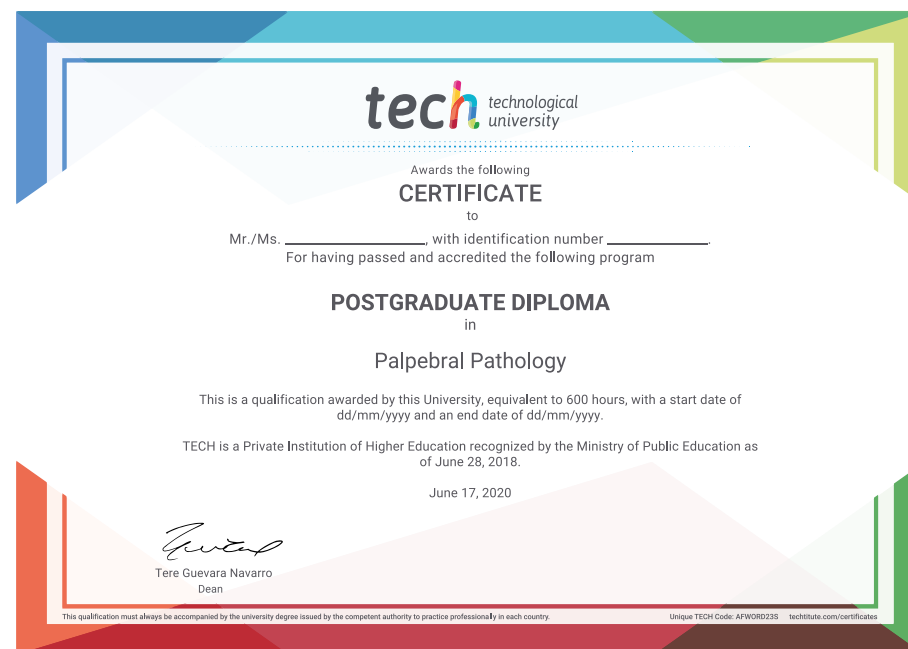 tech technological
university
Awards the following
CERTIFICATE
to
Mr./Ms. ____________________, with identification number ______________.
For having passed and accredited the following program
POSTGRADUATE DIPLOMA
in
Palpebral Pathology
This is a qualification awarded by this University, equivalent to 600 hours, with a start date of
dd/mm/yyyy and an end date of dd/mm/yyyy.
TECH is a Private Institution of Higher Education recognized by the Ministry of Public Education as
of June 28, 2018.
June 17, 2020
Tere Guevara Navarro
Dean
This qualification must always be accompanied by the university degree issued by the competent authority to practice professionally in each country.
Unique TECH Code: AFWORD23S techtitute.com/certificates